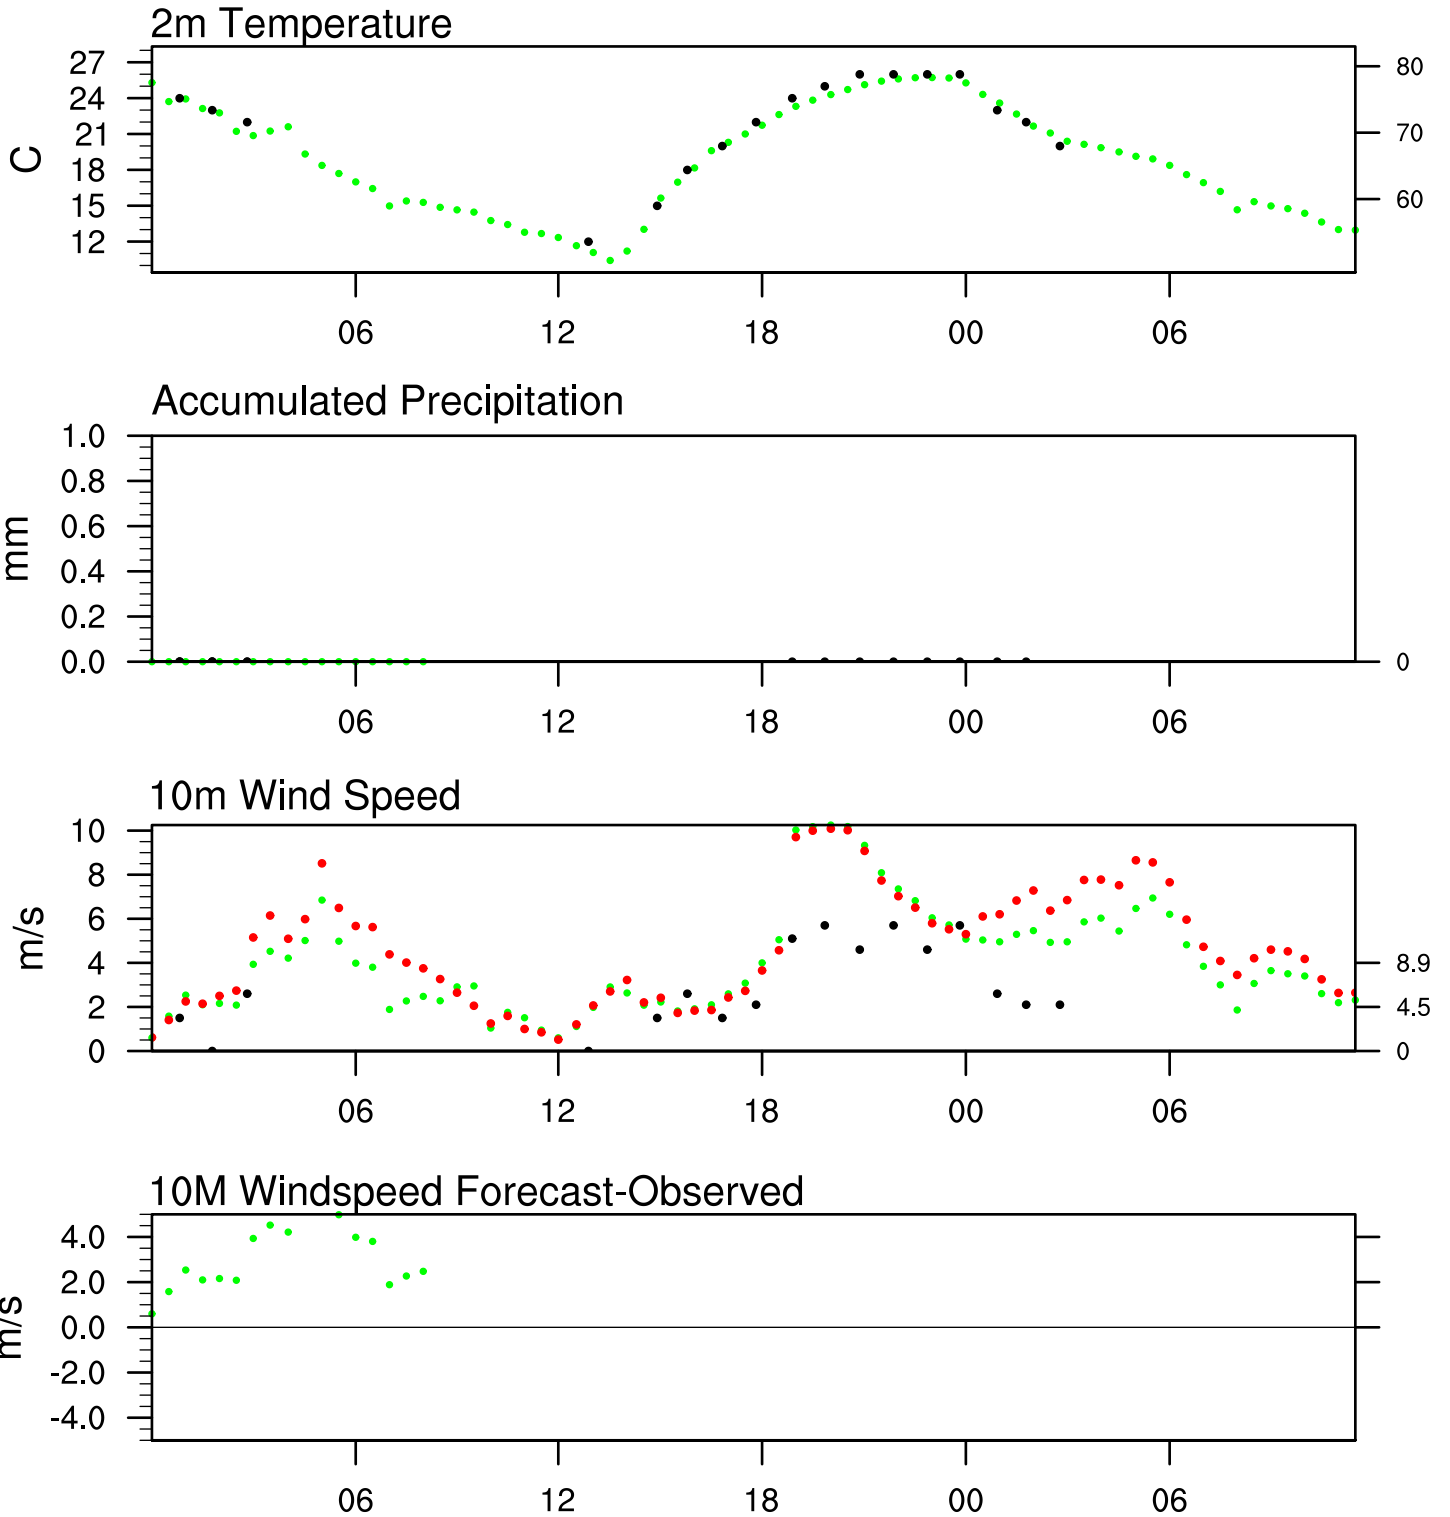 2m Temperature
27
24
21
18
15
12
C
80
70
60
06 12 18 00 06
Accumulated Precipitation
1.0
0.8
0.6
0.4
0.2
0.0
mm
0
06 12 18 00 06
10m Wind Speed
10
8
6
4
2
0
m/s
8.9
4.5
0
06 12 18 00 06
10M Windspeed Forecast-Observed
4.0
2.0
0.0
-2.0
-4.0
m/s
06 12 18 00 06